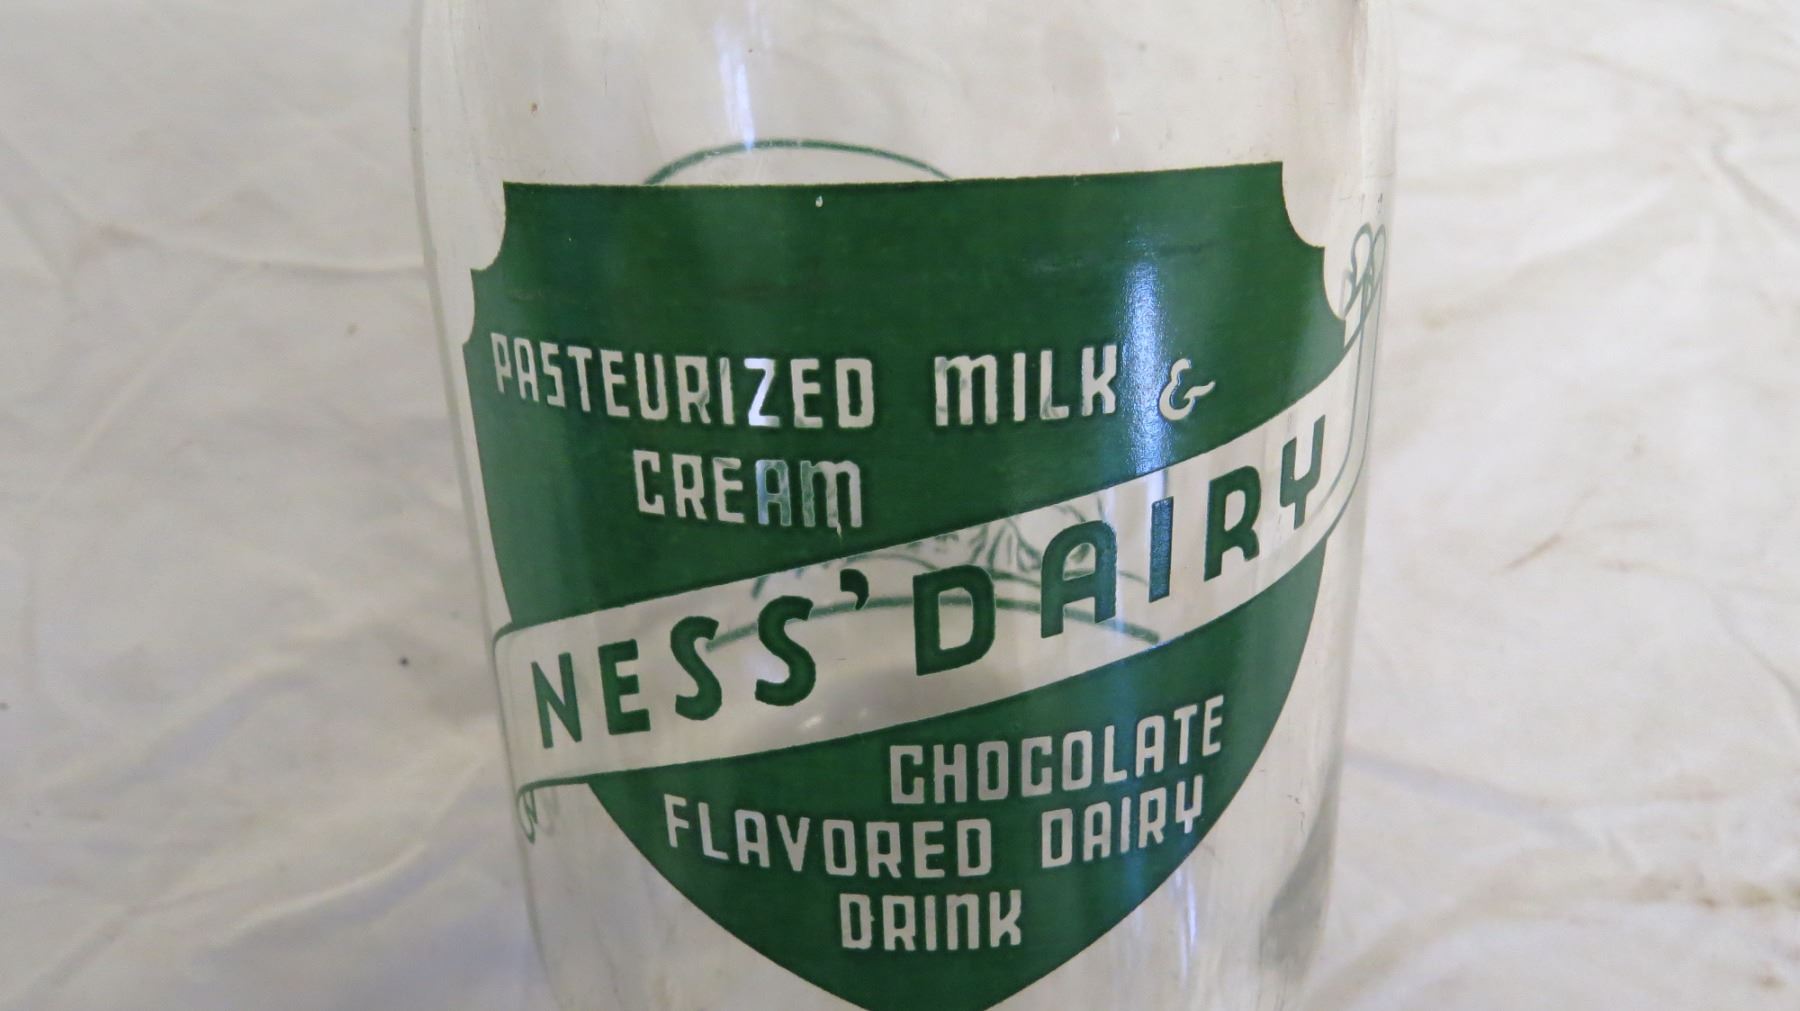 PASTEURIZED MILK &
CREAM
NESS' DAIRY
CHOCOLATE
FLAVORED DAIRY
DRINK